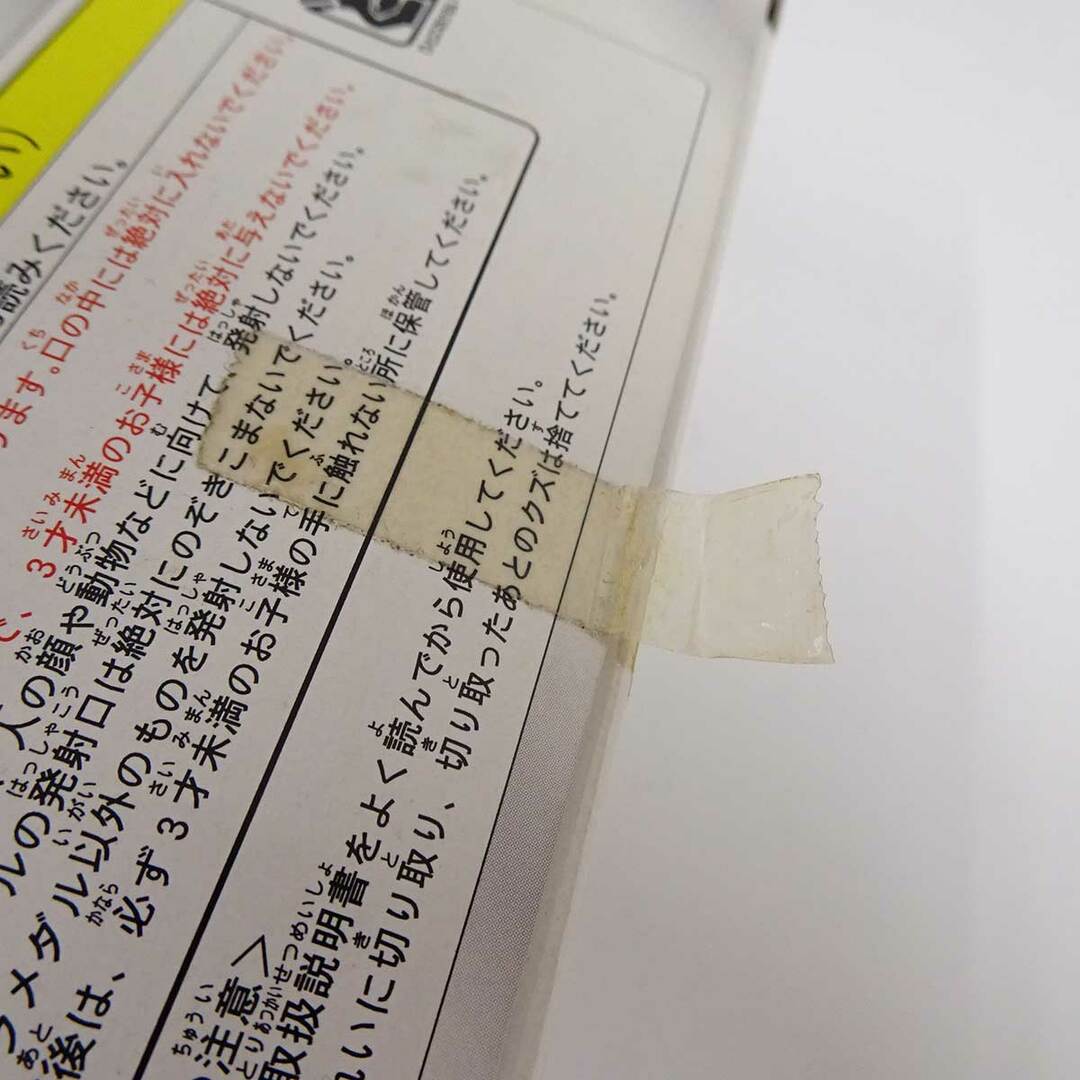 い）
読みください。
ります。口の中には絶対に入れないでください
で、3才未満のお子様には絶対に与えないでください。
人の顔や動物などに向けて、発射しないでください。
ルの発射口は絶対にのぞきこまないでください。
メダル以外のものを発射しないでください。
後は、必ず3才未満のお子様の手に触れない所に保管してください。
注意＞
取扱説明書をよく読んでから使用してください。
れいに切り取り、切り取ったあとのクズは捨ててください。